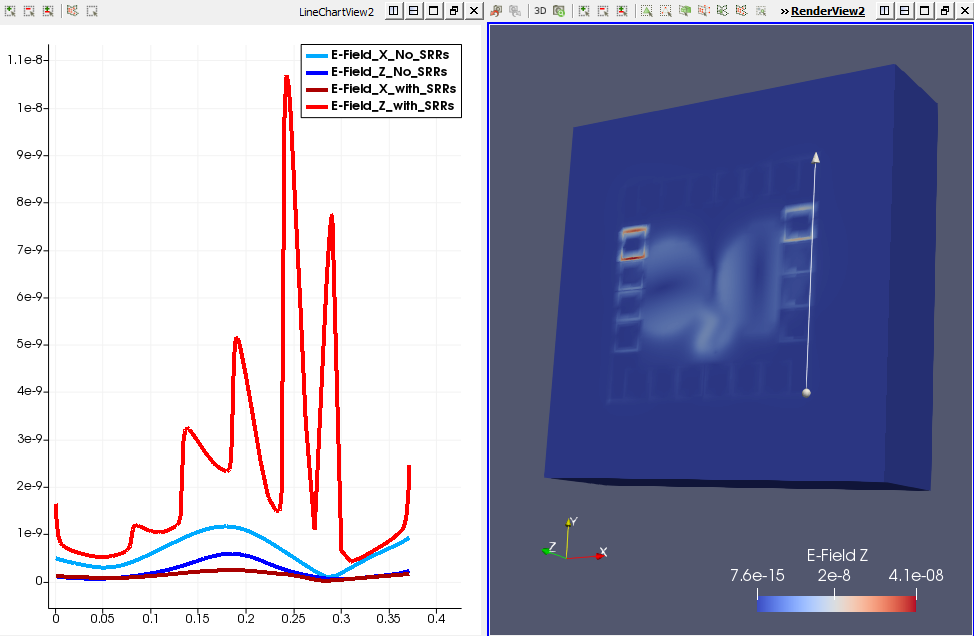 LineChartView2
3D
»RenderView2
E-Field_X_No_SRRs
E-Field_Z_No_SRRs
E-Field_X_with_SRRs
E-Field_Z_with_SRRs
1.1e-8
1e-8
9e-9
8e-9
7e-9
6e-9
5e-9
4e-9
3e-9
2e-9
1e-9
0
0 0.05 0.1 0.15 0.2 0.25 0.3 0.35 0.4
Y
Z X
E-Field Z
7.6e-15 2e-8 4.1e-08